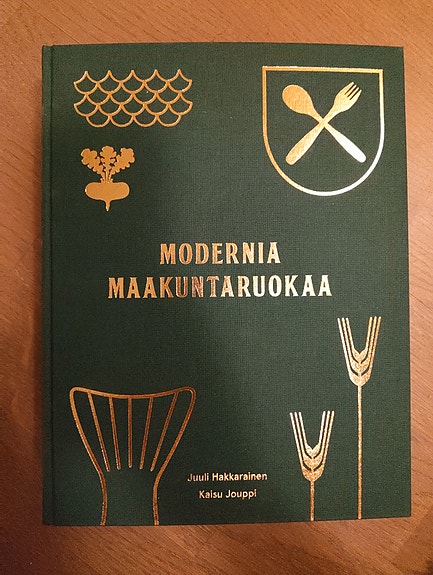 MODERNIA
MAAKUNTARUOKAA
Juuli Hakkarainen
Kaisu Jouppi